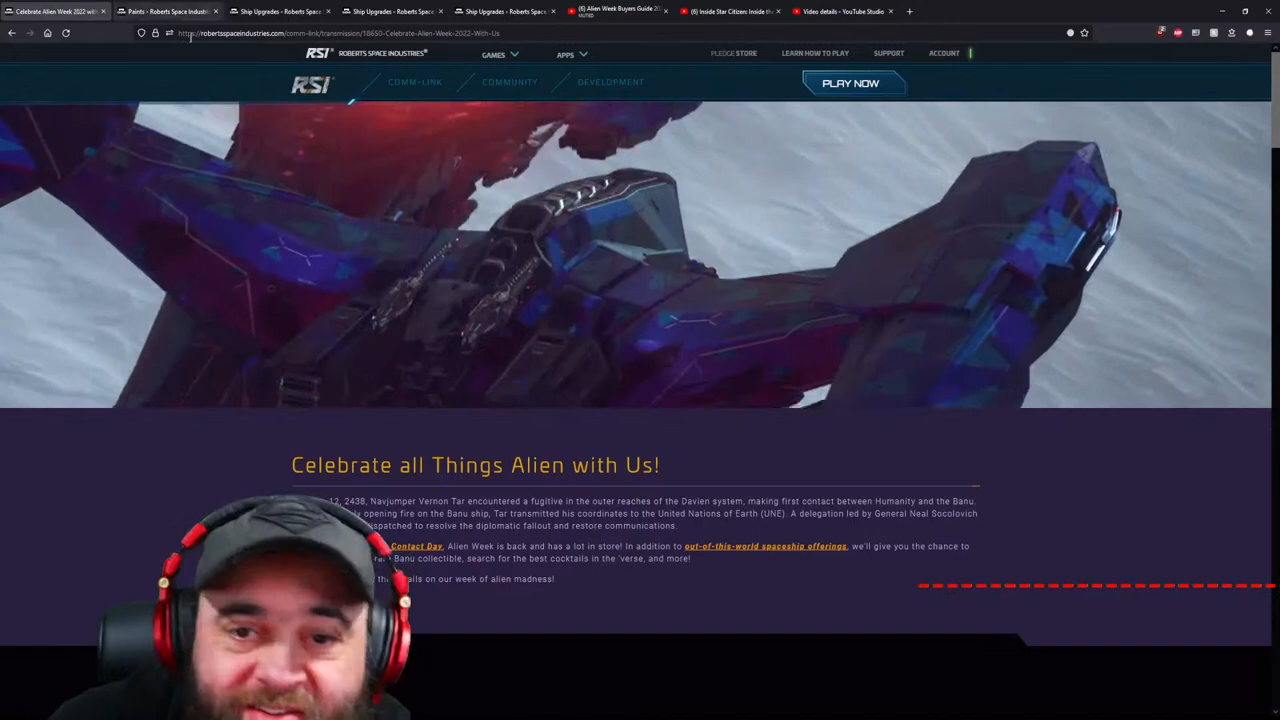 Celebrate Alien Week 2022 with
Paints - Roberts Space Industri
Ship Upgrades - Roberts Space
Ship Upgrades - Roberts Space
Ship Upgrades - Roberts Space
(6) Alien Week Buyers Guide 20
MUTED
(6) Inside Star Citizen: Inside th
Video details - YouTube Studio
https://robertsspaceindustries.com/comm-link/transmission/18650-Celebrate-Alien-Week-2022-With-Us
RSI ROBERTS SPACE INDUSTRIES®
GAMES
APPS
PLEDGE STORE
LEARN HOW TO PLAY
SUPPORT
ACCOUNT
RSI
COMM-LINK
COMMUNITY
DEVELOPMENT
PLAY NOW
Celebrate all Things Alien with Us!
12, 2438, Navjumper Vernon Tar encountered a fugitive in the outer reaches of the Davien system, making first contact between Humanity and the Banu.
opening fire on the Banu ship, Tar transmitted his coordinates to the United Nations of Earth (UNE). A delegation led by General Neal Socolovich
dispatched to resolve the diplomatic fallout and restore communications.
Contact Day, Alien Week is back and has a lot in store! In addition to out-of-this-world spaceship offerings, we'll give you the chance to
Banu collectible, search for the best cocktails in the 'verse, and more!
on our week of alien madness!